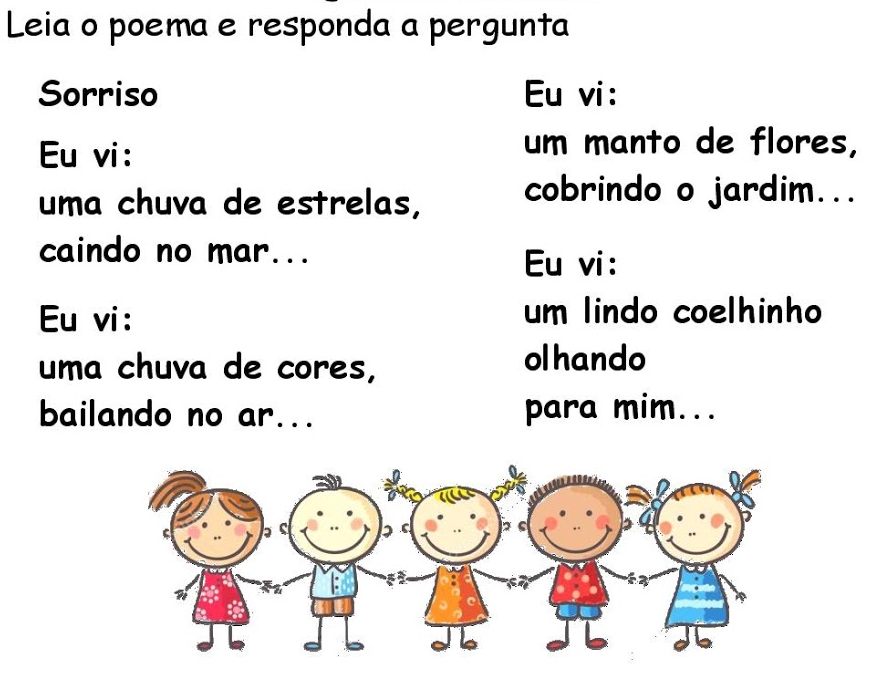 Leia o poema e responda a pergunta
Sorriso
Eu vi:
uma chuva de estrelas,
caindo no mar...
Eu vi:
uma chuva de cores,
bailando no ar...
Eu vi:
um manto de flores,
cobrindo o jardim...
Eu vi:
um lindo coelhinho
olhando
para mim...